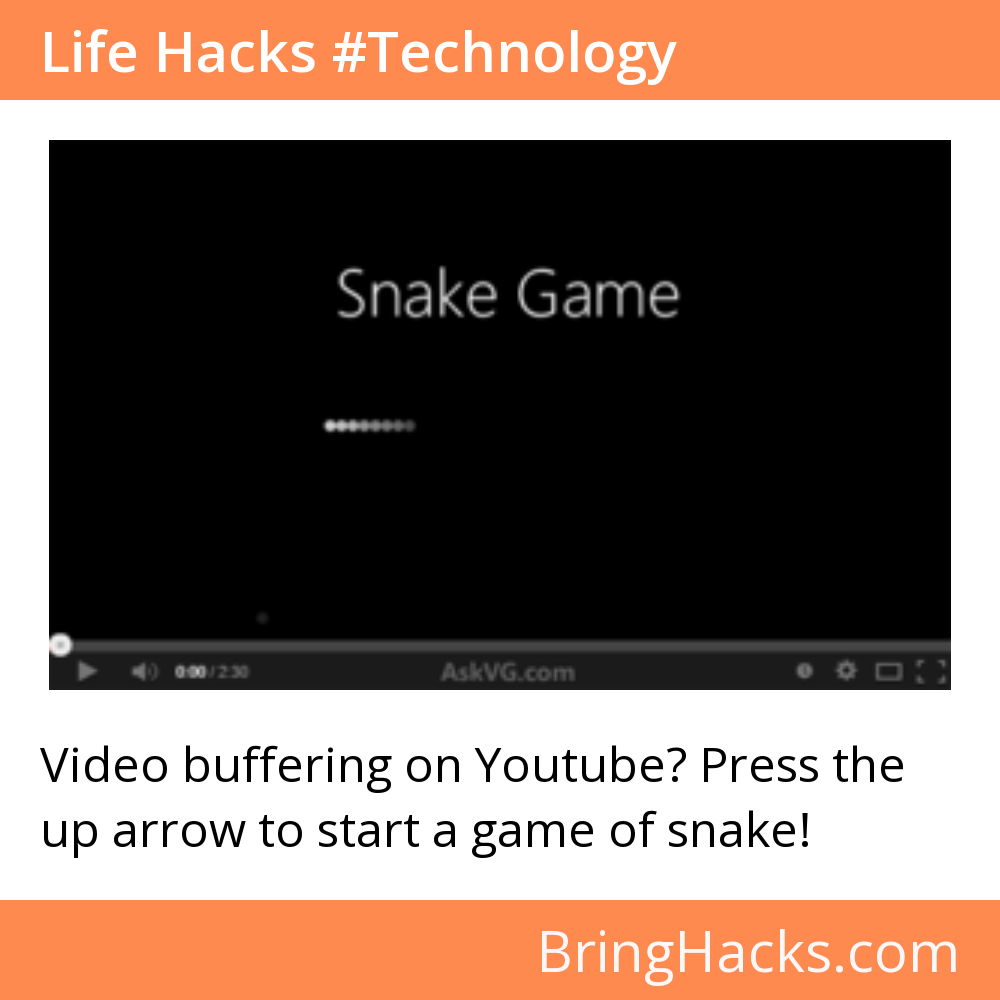 Life Hacks #Technology
Snake Game
0:00 / 2:30
AskVG.com
Video buffering on Youtube? Press the
up arrow to start a game of snake!
BringHacks.com